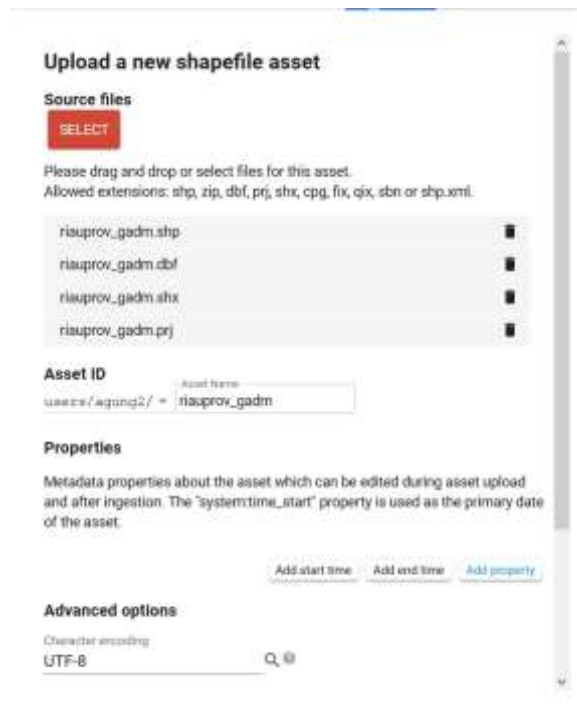 Upload a new shapefile asset
Source files
SELECT
Please drag and drop or select files for this asset.
Allowed extensions: shp, zip, dbf, prj, shx, cpg, fix, qix, sbn or shp.xml.
riauprov_gadm.shp
riauprov_gadm.dbf
riauprov_gadm.shx
riauprov_gadm.prj
Asset ID
Asset Name
users/agung2/ riauprov_gadm
Properties
Metadata properties about the asset which can be edited during asset upload
and after ingestion. The "system:time_start" property is used as the primary date
of the asset.
Add start time Add end time Add property
Advanced options
Character encoding
UTF-8